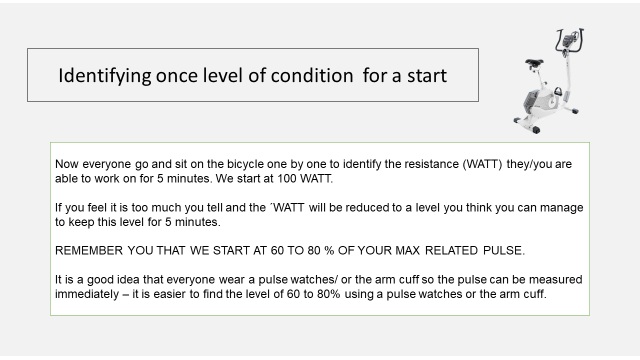 Identifying once level of condition for a start
Now everyone go and sit on the bicycle one by one to identify the resistance (WATT) they/you are
able to work on for 5 minutes. We start at 100 WATT.
If you feel it is too much you tell and the ´WATT will be reduced to a level you think you can manage
to keep this level for 5 minutes.
REMEMBER YOU THAT WE START AT 60 TO 80 % OF YOUR MAX RELATED PULSE.
It is a good idea that everyone wear a pulse watches/ or the arm cuff so the pulse can be measured
immediately – it is easier to find the level of 60 to 80% using a pulse watches or the arm cuff.